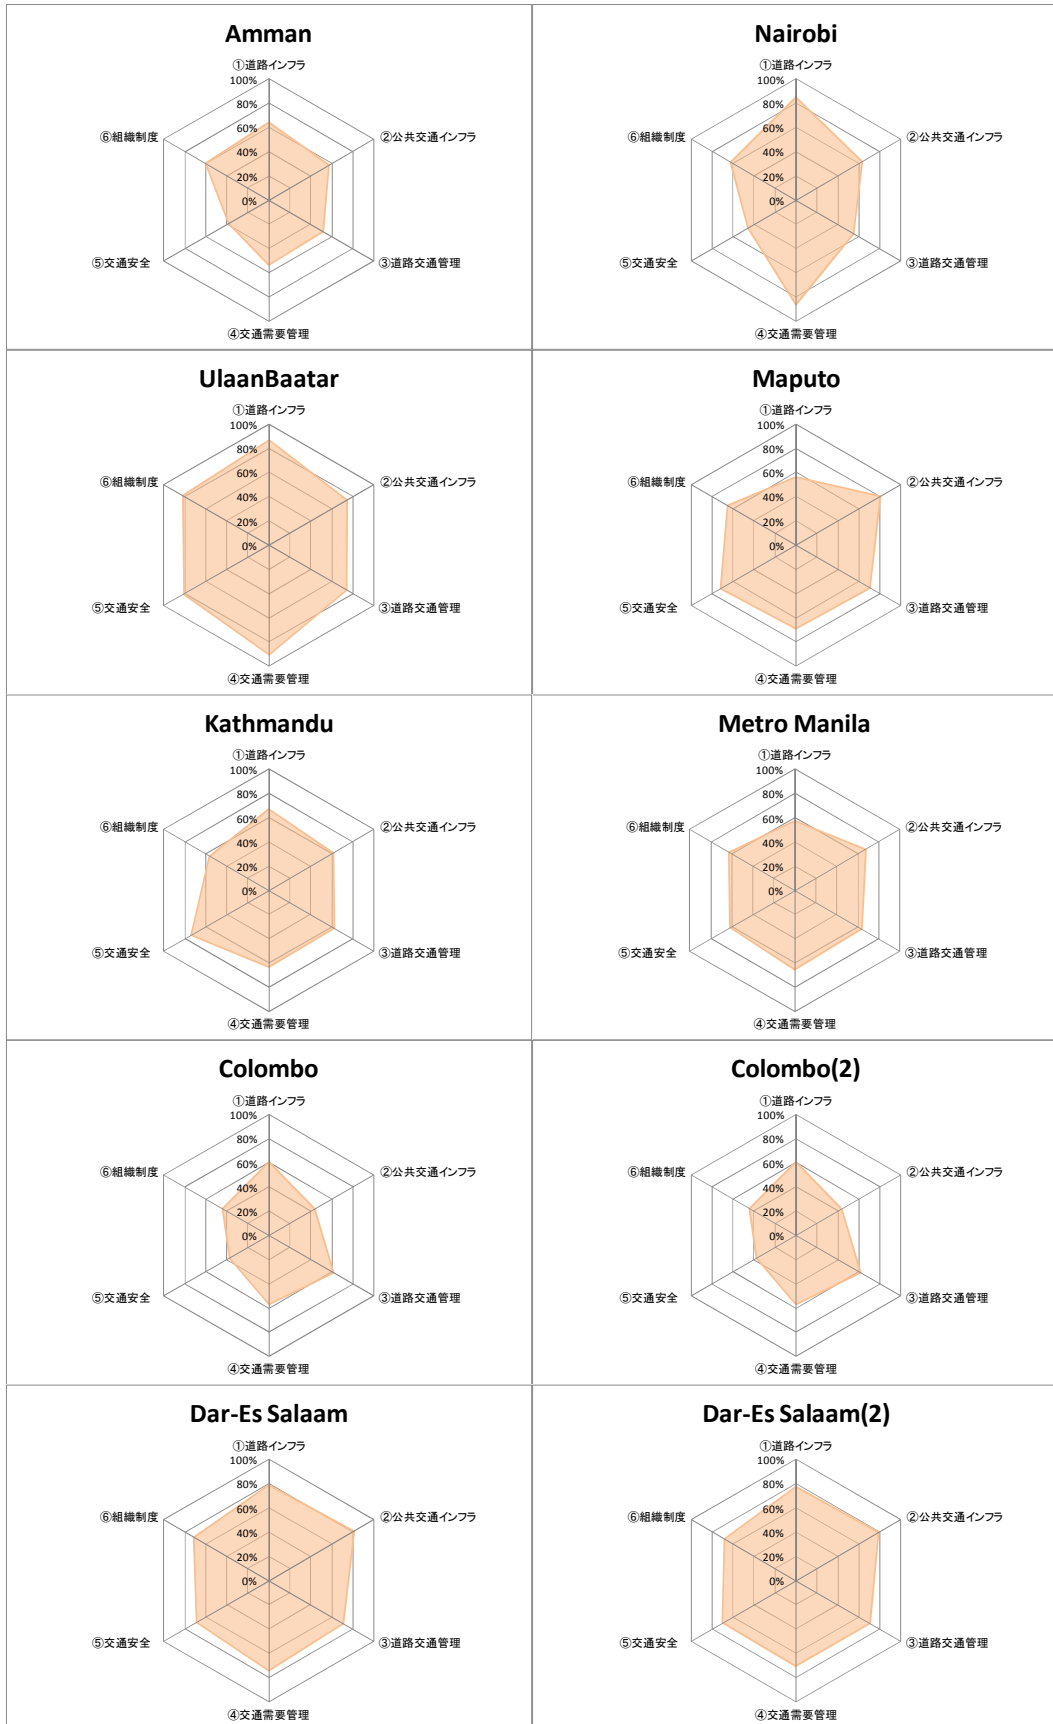 Amman
①道路インフラ
100%
80%
60%
40%
20%
0%
②公共交通インフラ
③道路交通管理
④交通需要管理
⑤交通安全
⑥組織制度
Nairobi
①道路インフラ
100%
80%
60%
40%
20%
0%
②公共交通インフラ
③道路交通管理
④交通需要管理
⑤交通安全
⑥組織制度
UlaanBaatar
①道路インフラ
100%
80%
60%
40%
20%
0%
②公共交通インフラ
③道路交通管理
④交通需要管理
⑤交通安全
⑥組織制度
Maputo
①道路インフラ
100%
80%
60%
40%
20%
0%
②公共交通インフラ
③道路交通管理
④交通需要管理
⑤交通安全
⑥組織制度
Kathmandu
①道路インフラ
100%
80%
60%
40%
20%
0%
②公共交通インフラ
③道路交通管理
④交通需要管理
⑤交通安全
⑥組織制度
Metro Manila
①道路インフラ
100%
80%
60%
40%
20%
0%
②公共交通インフラ
③道路交通管理
④交通需要管理
⑤交通安全
⑥組織制度
Colombo
①道路インフラ
100%
80%
60%
40%
20%
0%
②公共交通インフラ
③道路交通管理
④交通需要管理
⑤交通安全
⑥組織制度
Colombo(2)
①道路インフラ
100%
80%
60%
40%
20%
0%
②公共交通インフラ
③道路交通管理
④交通需要管理
⑤交通安全
⑥組織制度
Dar-Es Salaam
①道路インフラ
100%
80%
60%
40%
20%
0%
②公共交通インフラ
③道路交通管理
④交通需要管理
⑤交通安全
⑥組織制度
Dar-Es Salaam(2)
①道路インフラ
100%
80%
60%
40%
20%
0%
②公共交通インフラ
③道路交通管理
④交通需要管理
⑤交通安全
⑥組織制度